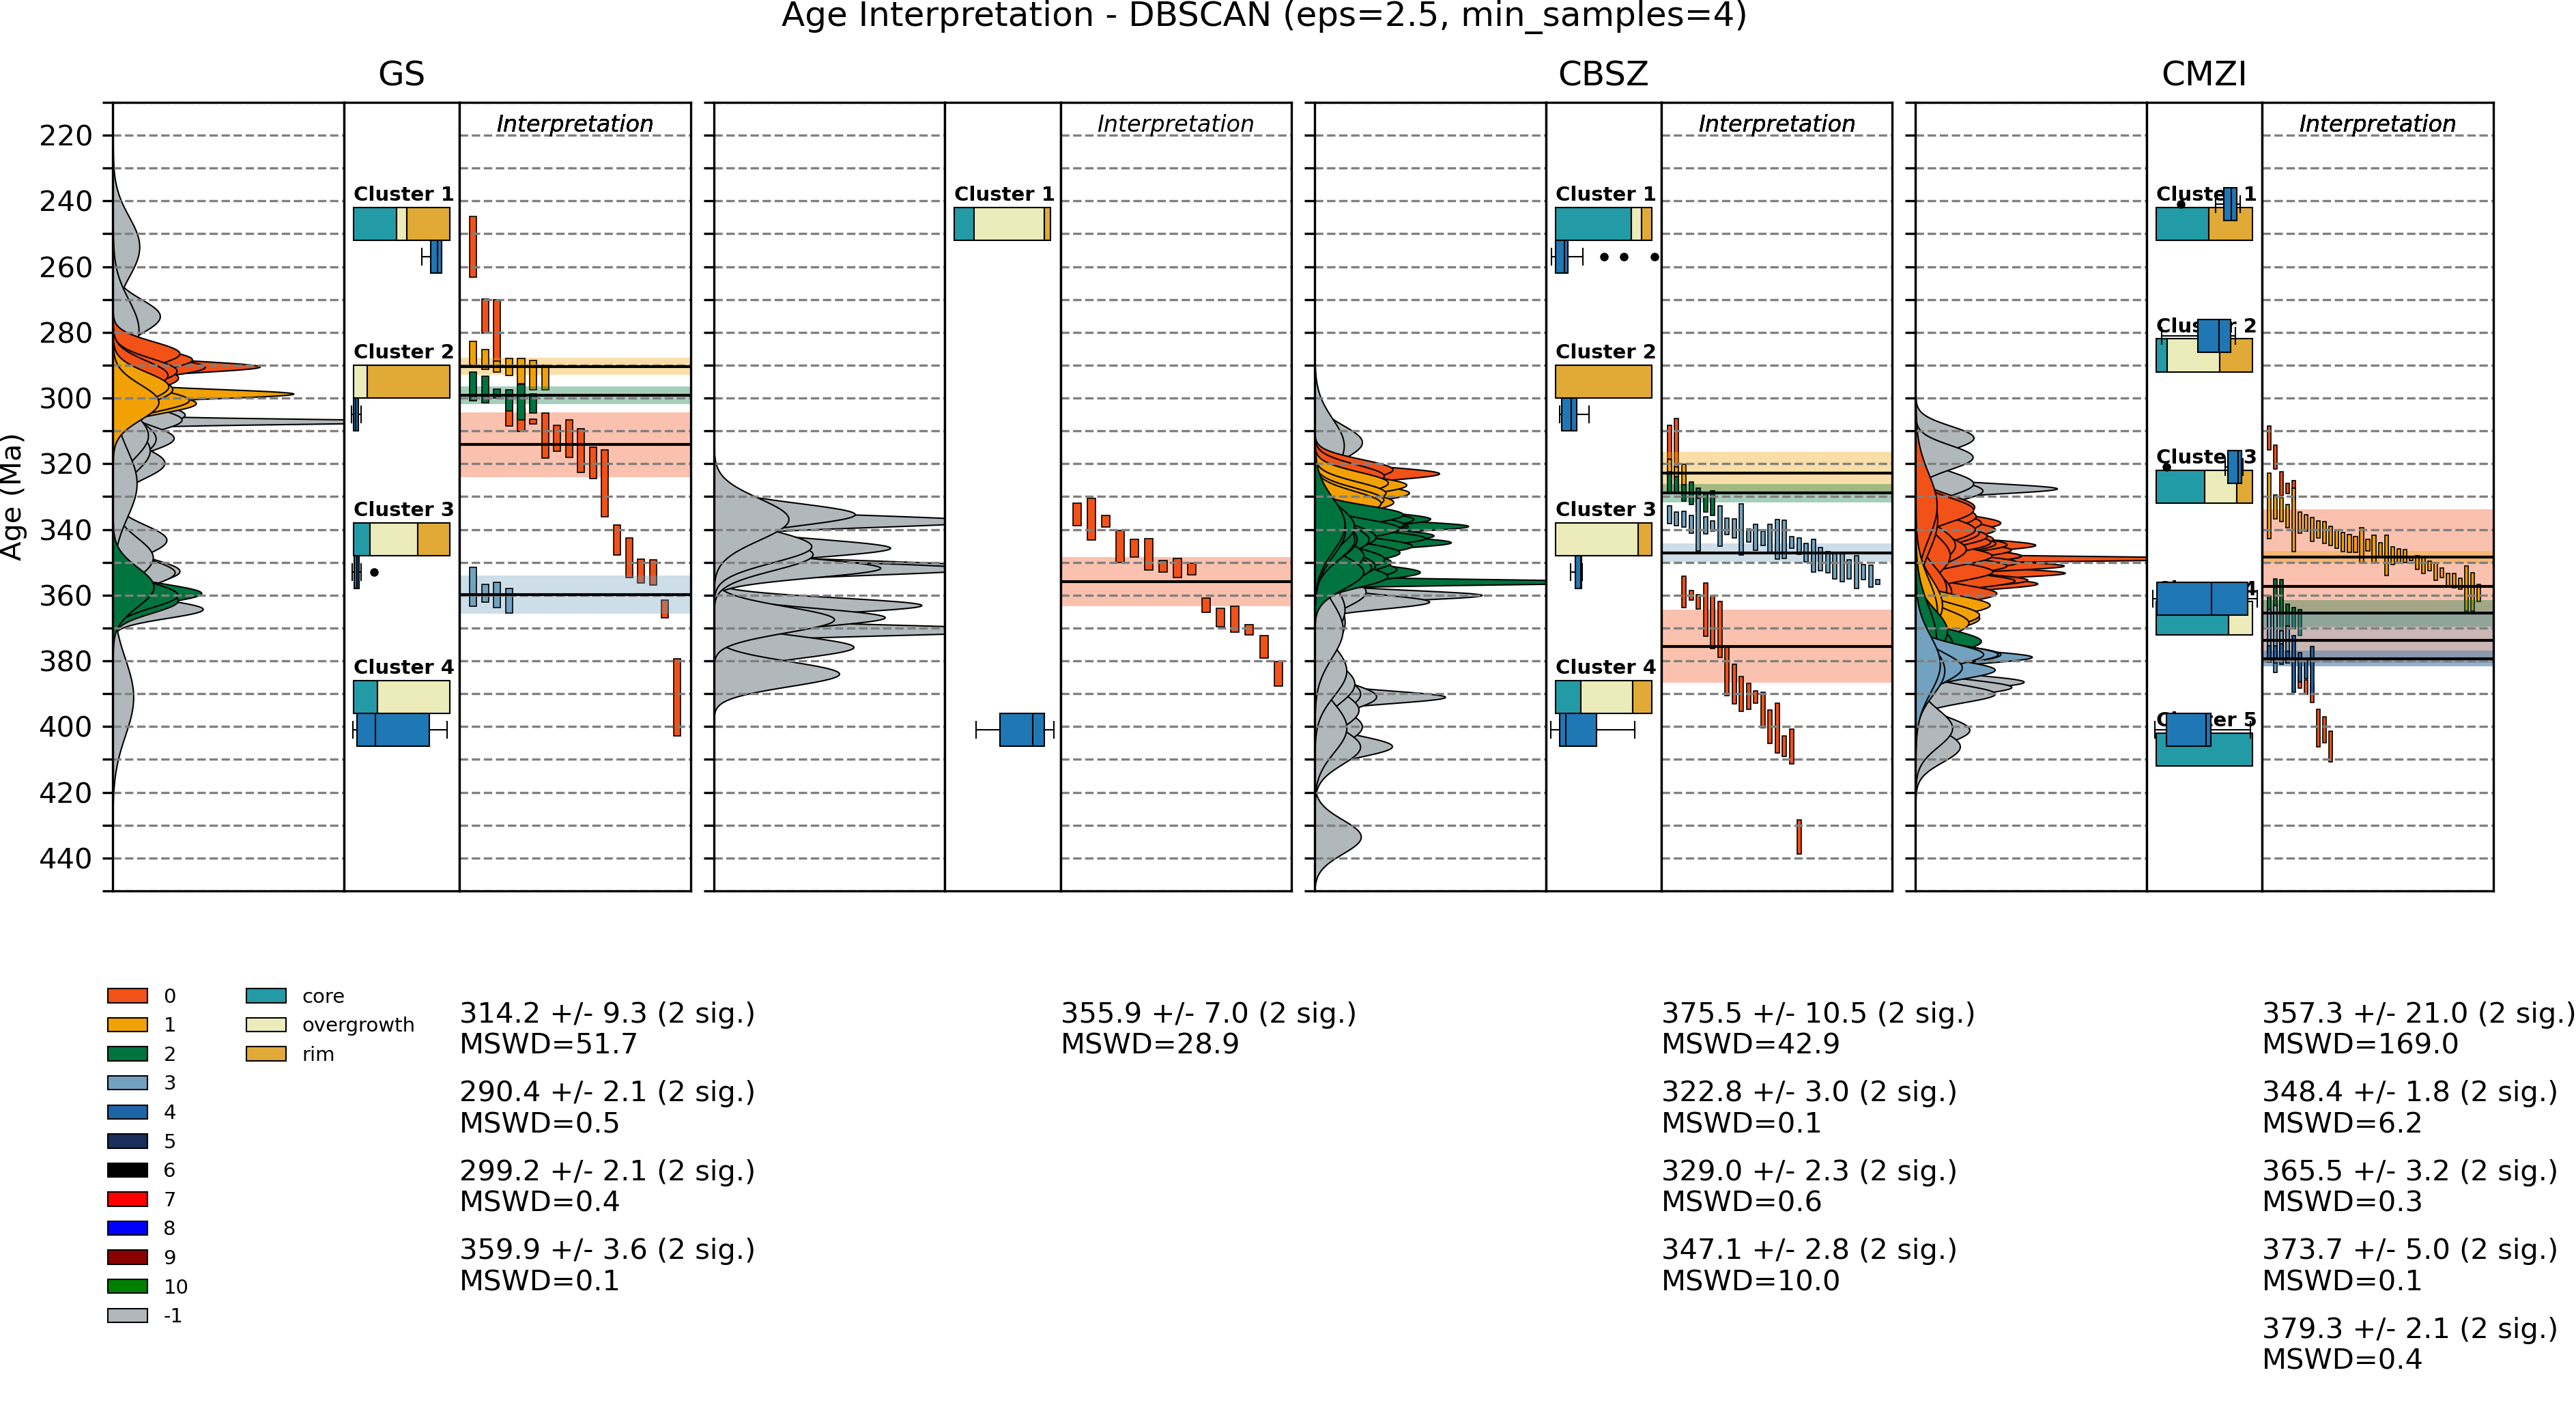 Age Interpretation - DBSCAN (eps=2.5, min_samples=4)
GS
CBSZ
CMZI
Age (Ma)
220
240
260
280
300
320
340
360
380
400
420
440
Interpretation
Cluster 1
Cluster 2
Cluster 3
Cluster 4
Interpretation
Cluster 1
Interpretation
Cluster 1
Cluster 2
Cluster 3
Cluster 4
Interpretation
0
1
2
3
4
5
6
7
8
9
10
-1
core
overgrowth
rim
314.2 +/- 9.3 (2 sig.)
MSWD=51.7
290.4 +/- 2.1 (2 sig.)
MSWD=0.5
299.2 +/- 2.1 (2 sig.)
MSWD=0.4
359.9 +/- 3.6 (2 sig.)
MSWD=0.1
355.9 +/- 7.0 (2 sig.)
MSWD=28.9
375.5 +/- 10.5 (2 sig.)
MSWD=42.9
322.8 +/- 3.0 (2 sig.)
MSWD=0.1
329.0 +/- 2.3 (2 sig.)
MSWD=0.6
347.1 +/- 2.8 (2 sig.)
MSWD=10.0
357.3 +/- 21.0 (2 sig.)
MSWD=169.0
348.4 +/- 1.8 (2 sig.)
MSWD=6.2
365.5 +/- 3.2 (2 sig.)
MSWD=0.3
373.7 +/- 5.0 (2 sig.)
MSWD=0.1
379.3 +/- 2.1 (2 sig.)
MSWD=0.4